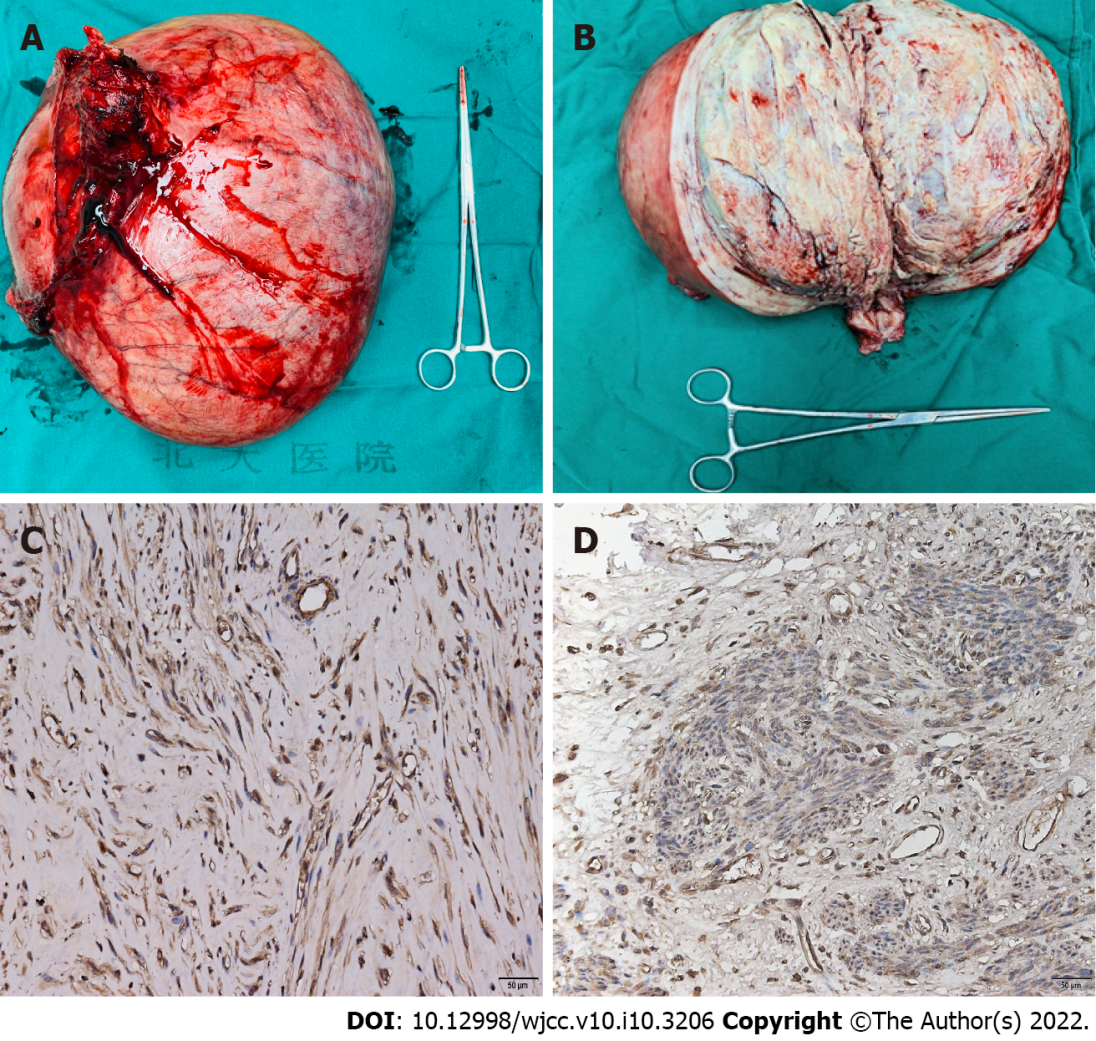 A
B
北大医院
C
D
50 μm
50 μm
DOI: 10.12998/wjcc.v10.i10.3206 Copyright ©The Author(s) 2022.